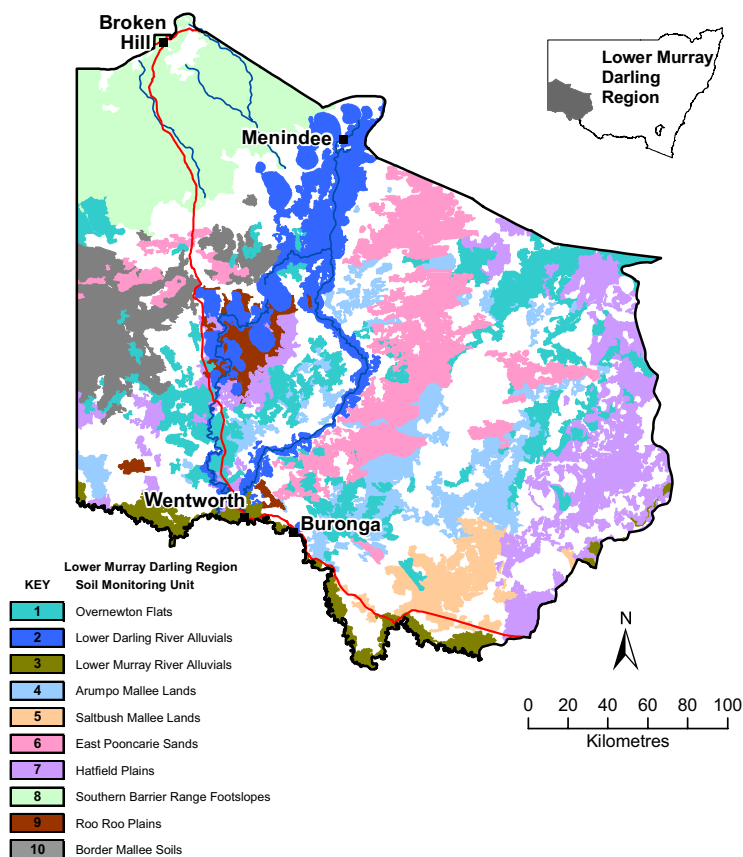 Broken
Hill
Lower Murray
Darling
Region
Menindee
Wentworth
Buronga
Lower Murray Darling Region
KEY Soil Monitoring Unit
1 Overnewton Flats
2 Lower Darling River Alluvials
3 Lower Murray River Alluvials
4 Arumpo Mallee Lands
5 Saltbush Mallee Lands
6 East Pooncarie Sands
7 Hatfield Plains
8 Southern Barrier Range Footslopes
9 Roo Roo Plains
10 Border Mallee Soils
N
0 20 40 60 80 100
Kilometres